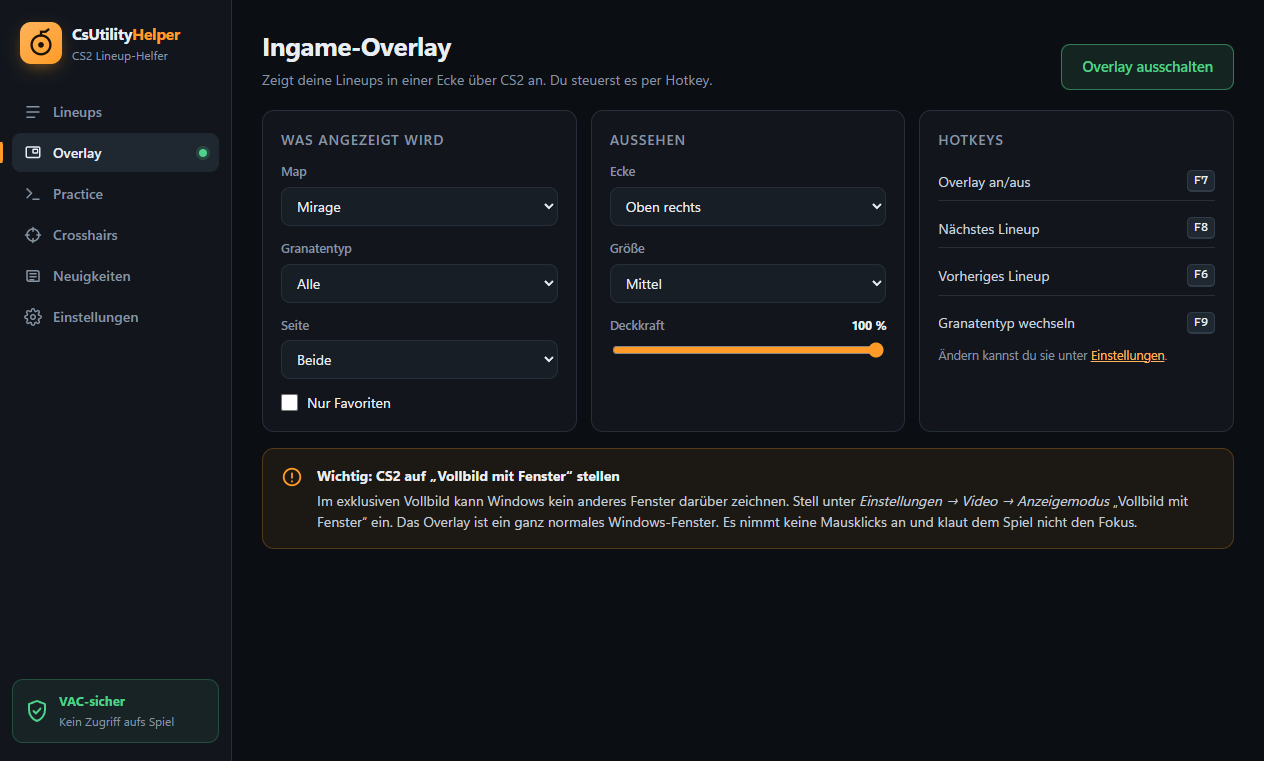 CsUtilityHelper
CS2 Lineup-Helfer
Lineups
Overlay
Practice
Crosshairs
Neuigkeiten
Einstellungen
VAC-sicher
Kein Zugriff aufs Spiel
Ingame-Overlay
Zeigt deine Lineups in einer Ecke über CS2 an. Du steuerst es per Hotkey.
Overlay ausschalten
WAS ANGEZEIGT WIRD
Map
Mirage
Granatentyp
Alle
Seite
Beide
Nur Favoriten
AUSSEHEN
Ecke
Oben rechts
Größe
Mittel
Deckkraft 100 %
HOTKEYS
Overlay an/aus F7
Nächstes Lineup F8
Vorheriges Lineup F6
Granatentyp wechseln F9
Ändern kannst du sie unter Einstellungen.
Wichtig: CS2 auf „Vollbild mit Fenster“ stellen
Im exklusiven Vollbild kann Windows kein anderes Fenster darüber zeichnen. Stell unter Einstellungen → Video → Anzeigemodus „Vollbild mit
Fenster“ ein. Das Overlay ist ein ganz normales Windows-Fenster. Es nimmt keine Mausklicks an und klaut dem Spiel nicht den Fokus.